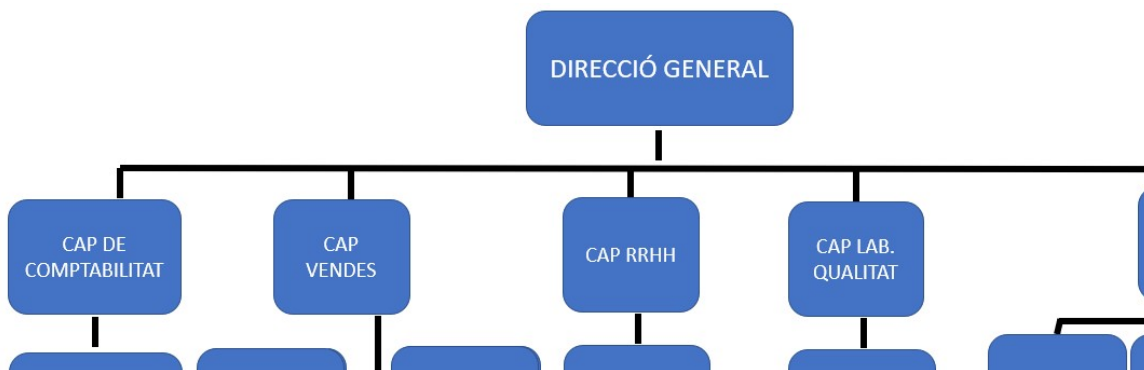 DIRECCIÓ GENERAL
CAP DE
COMPTABILITAT
CAP
VENDES
CAP RRHH
CAP LAB.
QUALITAT